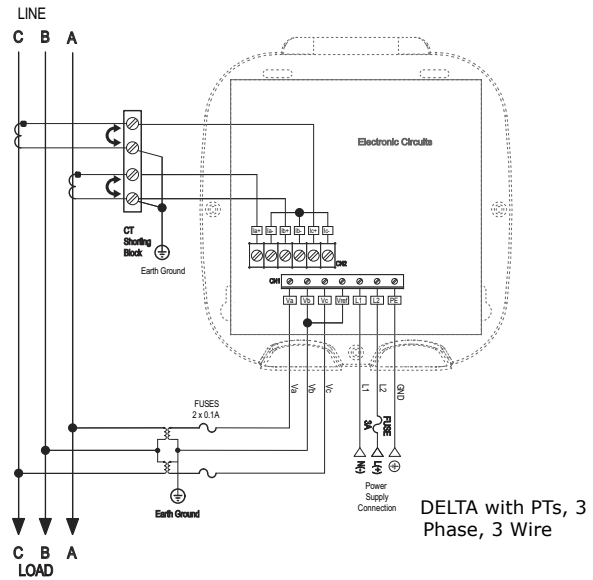 LINE
C B A
Electronic Circuits
CT
Shorting
Block
Earth Ground
Ia+ Ia- Ib+ Ib- Ic+ Ic-
CN2
CN1
Va Vb Vc Vref L1 L2 PE
Va Vb Vc L1 L2 GND
FUSES
2 x 0.1A
FUSE
3A
N(-) L(+)
Power
Supply
Connection
Earth Ground
DELTA with PTs, 3
Phase, 3 Wire
C B A
LOAD